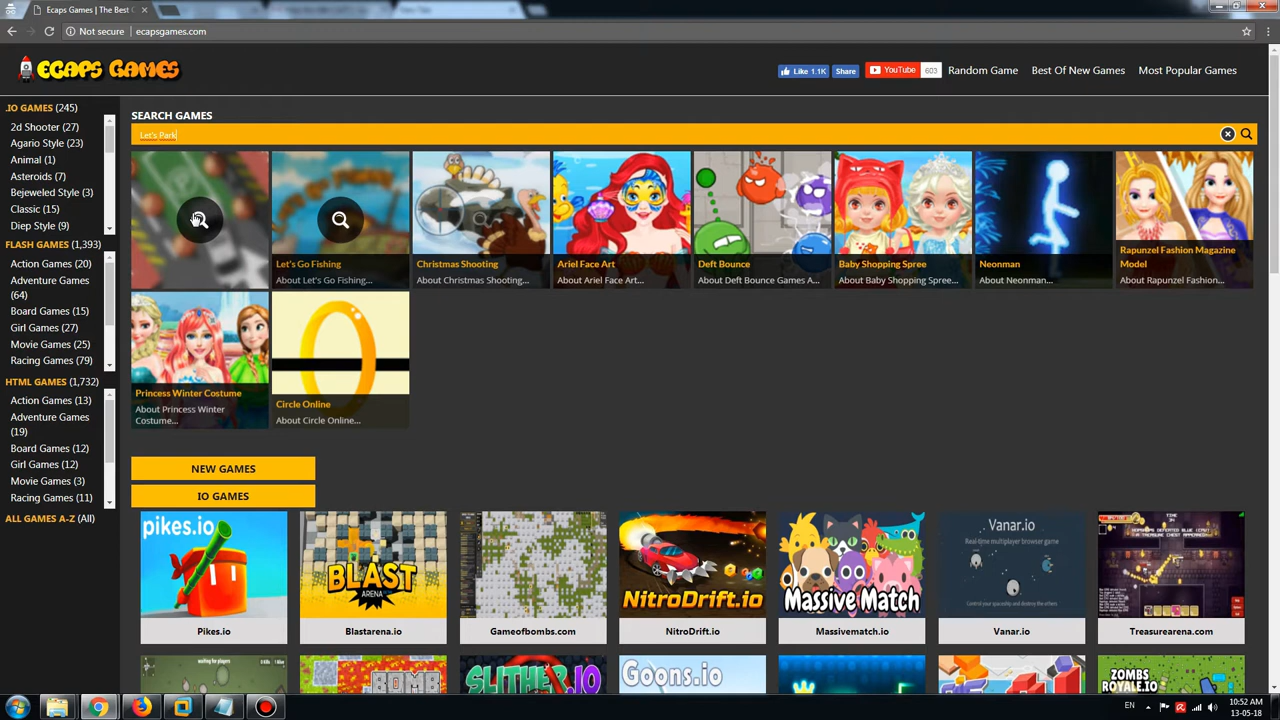 Ecaps Games | The Best O
Not secure | ecapsgames.com
ECAPS GAMES
Like 1.1K
Share
YouTube
603
Random Game
Best Of New Games
Most Popular Games
.IO GAMES (245)
2d Shooter (27)
Agario Style (23)
Animal (1)
Asteroids (7)
Bejeweled Style (3)
Classic (15)
Diep Style (9)
FLASH GAMES (1,393)
Action Games (20)
Adventure Games
(64)
Board Games (15)
Girl Games (27)
Movie Games (25)
Racing Games (79)
HTML GAMES (1,732)
Action Games (13)
Adventure Games
(19)
Board Games (12)
Girl Games (12)
Movie Games (3)
Racing Games (11)
ALL GAMES A-Z (All)
SEARCH GAMES
Let's Park
Let's Go Fishing
About Let's Go Fishing...
Christmas Shooting
About Christmas Shooting...
Ariel Face Art
About Ariel Face Art...
Deft Bounce
About Deft Bounce Games A...
Baby Shopping Spree
About Baby Shopping Spree...
Neonman
About Neonman...
Rapunzel Fashion Magazine
Model
About Rapunzel Fashion...
Princess Winter Costume
About Princess Winter
Costume...
Circle Online
About Circle Online...
NEW GAMES
IO GAMES
pikes.io
BLAST
ARENA
NITRODRIFT.IO
Massive Match
Vanar.io
Real-time multiplayer browser game
Pikes.io
Blastarena.io
Gameofbombs.com
NitroDrift.io
Massivematch.io
Vanar.io
Treasurearena.com
waiting for players
BOMB
SLITHER.IO
Goons.io
ZOMBS
ROYALE.IO
EN
10:52 AM
13-05-18